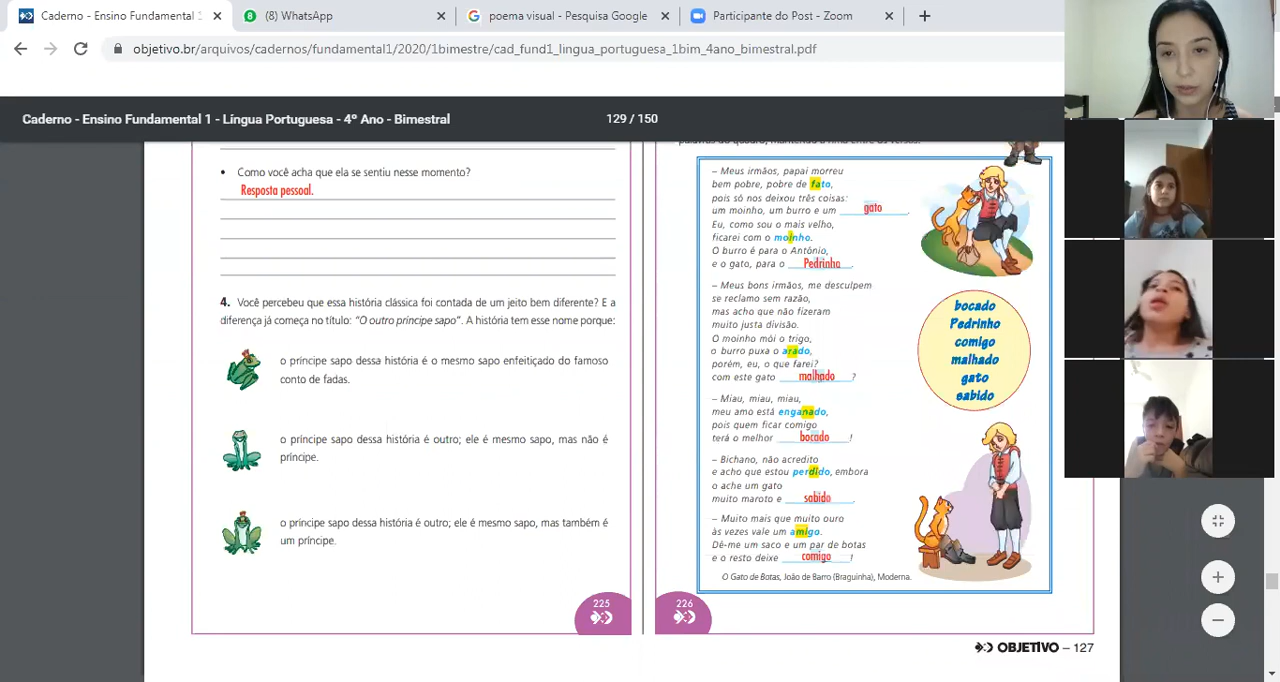 Caderno - Ensino Fundamental 1
(8) WhatsApp
poema visual - Pesquisa Google
Participante do Post - Zoom
objetivo.br/arquivos/cadernos/fundamental1/2020/1bimestre/cad_fund1_lingua_portuguesa_1bim_4ano_bimestral.pdf
Caderno - Ensino Fundamental 1 - Língua Portuguesa - 4º Ano - Bimestral
129 / 150
• Como você acha que ela se sentiu nesse momento?
Resposta pessoal.
4. Você percebeu que essa história clássica foi contada de um jeito bem diferente? E a
diferença já começa no título: “O outro príncipe sapo”. A história tem esse nome porque:
o príncipe sapo dessa história é o mesmo sapo enfeitiçado do famoso
conto de fadas.
o príncipe sapo dessa história é outro; ele é mesmo sapo, mas não é
príncipe.
o príncipe sapo dessa história é outro; ele é mesmo sapo, mas também é
um príncipe.
225
palavras do quadro, mantendo a rima entre os versos.
– Meus irmãos, papai morreu
bem pobre, pobre de fato,
pois só nos deixou três coisas:
um moinho, um burro e um gato.
Eu, como sou o mais velho,
ficarei com o moinho.
O burro é para o Antônio,
e o gato, para o Pedrinho.
– Meus bons irmãos, me desculpem
se reclamo sem razão,
mas acho que não fizeram
muito justa divisão.
O moinho mói o trigo,
o burro puxa o arado,
porém, eu, o que farei?
com este gato malhado?
– Miau, miau, miau,
meu amo está enganado,
pois quem ficar comigo
terá o melhor bocado!
– Bichano, não acredito
e acho que estou perdido, embora
o ache um gato
muito maroto e sabido.
– Muito mais que muito ouro
às vezes vale um amigo.
Dê-me um saco e um par de botas
e o resto deixe comigo!
O Gato de Botas, João de Barro (Braguinha), Moderna.
bocado
Pedrinho
comigo
malhado
gato
sabido
226
OBJETIVO – 127